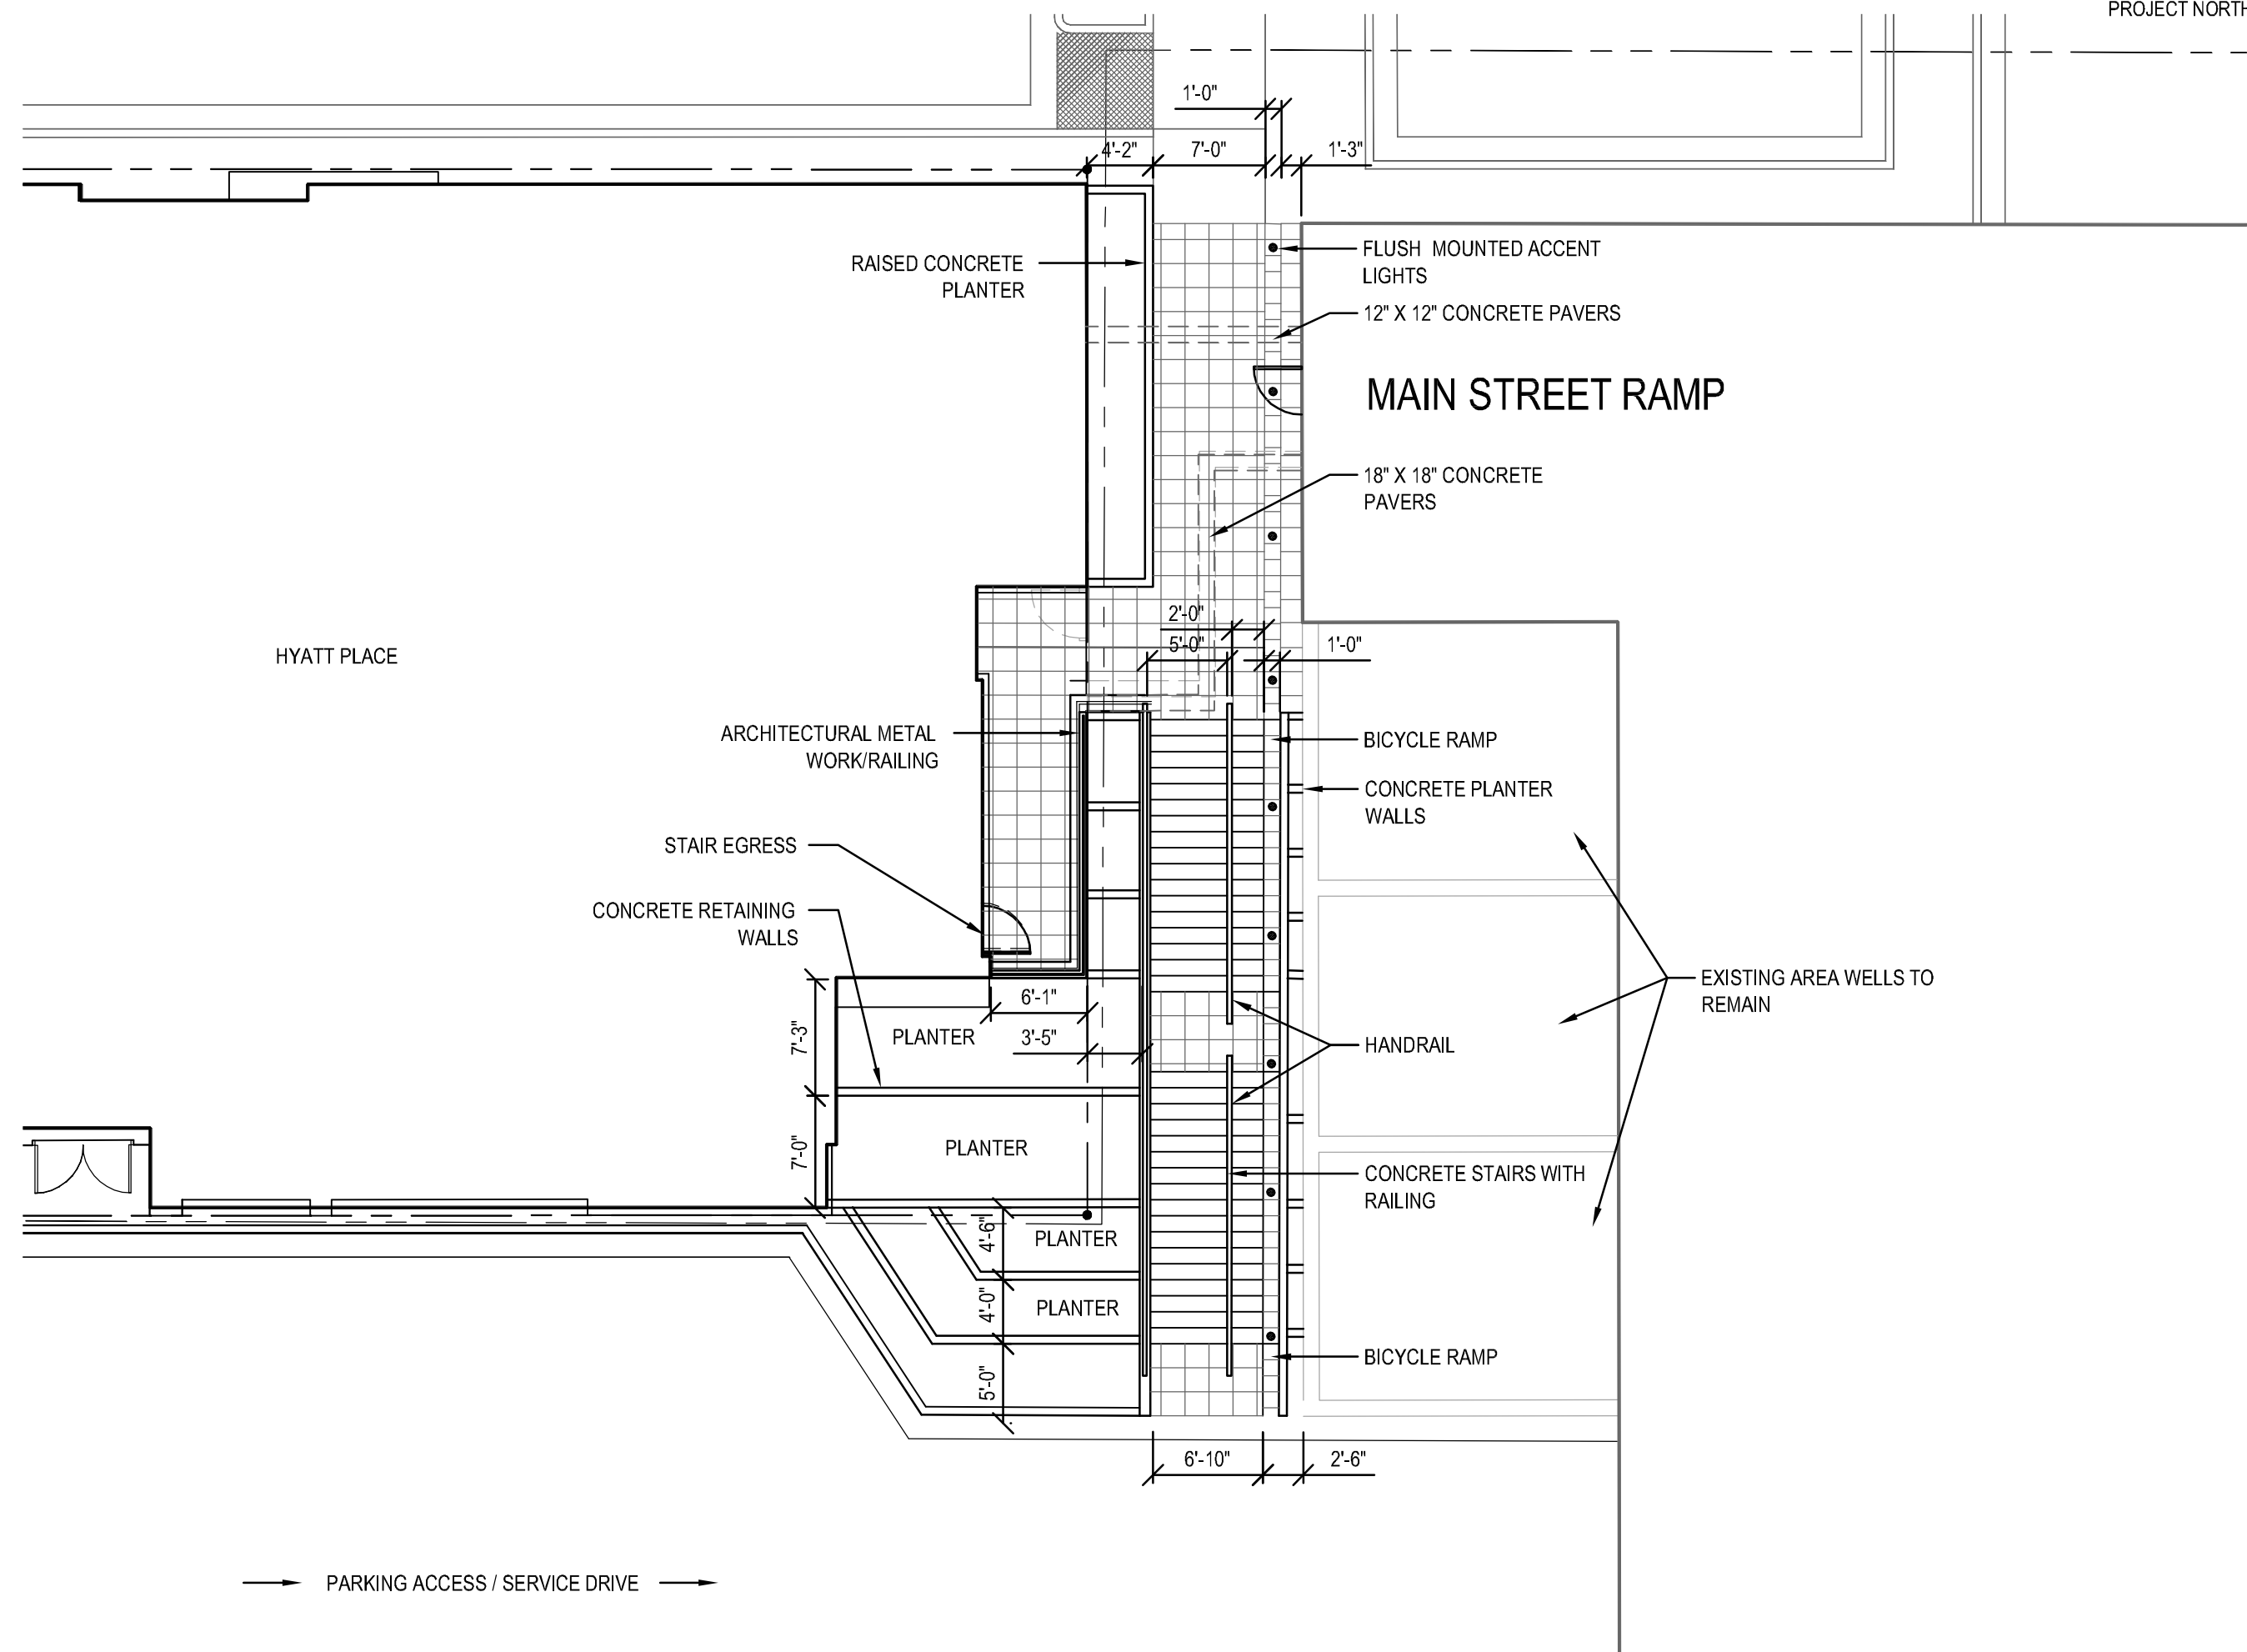 PROJECT NORTH
1'-0"
4'-2"
7'-0"
1'-3"
RAISED CONCRETE
PLANTER
FLUSH MOUNTED ACCENT
LIGHTS
12" X 12" CONCRETE PAVERS
MAIN STREET RAMP
18" X 18" CONCRETE
PAVERS
2'-0"
5'-0"
1'-0"
HYATT PLACE
ARCHITECTURAL METAL
WORK/RAILING
BICYCLE RAMP
CONCRETE PLANTER
WALLS
STAIR EGRESS
CONCRETE RETAINING
WALLS
EXISTING AREA WELLS TO
REMAIN
6'-1"
7'-3"
PLANTER
3'-5"
HANDRAIL
7'-0"
PLANTER
CONCRETE STAIRS WITH
RAILING
4'-6"
PLANTER
4'-0"
PLANTER
BICYCLE RAMP
5'-0"
6'-10"
2'-6"
PARKING ACCESS / SERVICE DRIVE